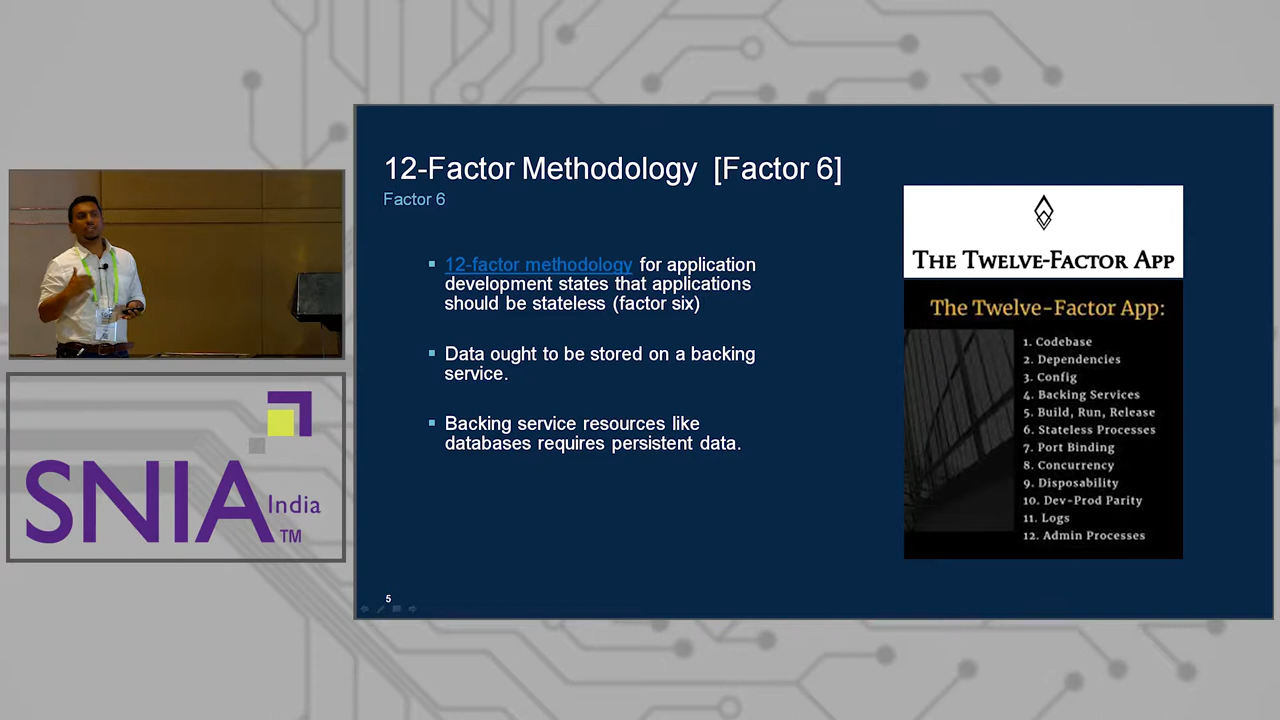 12-Factor Methodology [Factor 6]
Factor 6
12-factor methodology for application
development states that applications
should be stateless (factor six)
Data ought to be stored on a backing
service.
Backing service resources like
databases requires persistent data.
5
THE TWELVE-FACTOR APP
The Twelve-Factor App:
1. Codebase
2. Dependencies
3. Config
4. Backing Services
5. Build, Run, Release
6. Stateless Processes
7. Port Binding
8. Concurrency
9. Disposability
10. Dev-Prod Parity
11. Logs
12. Admin Processes
SNIA India TM